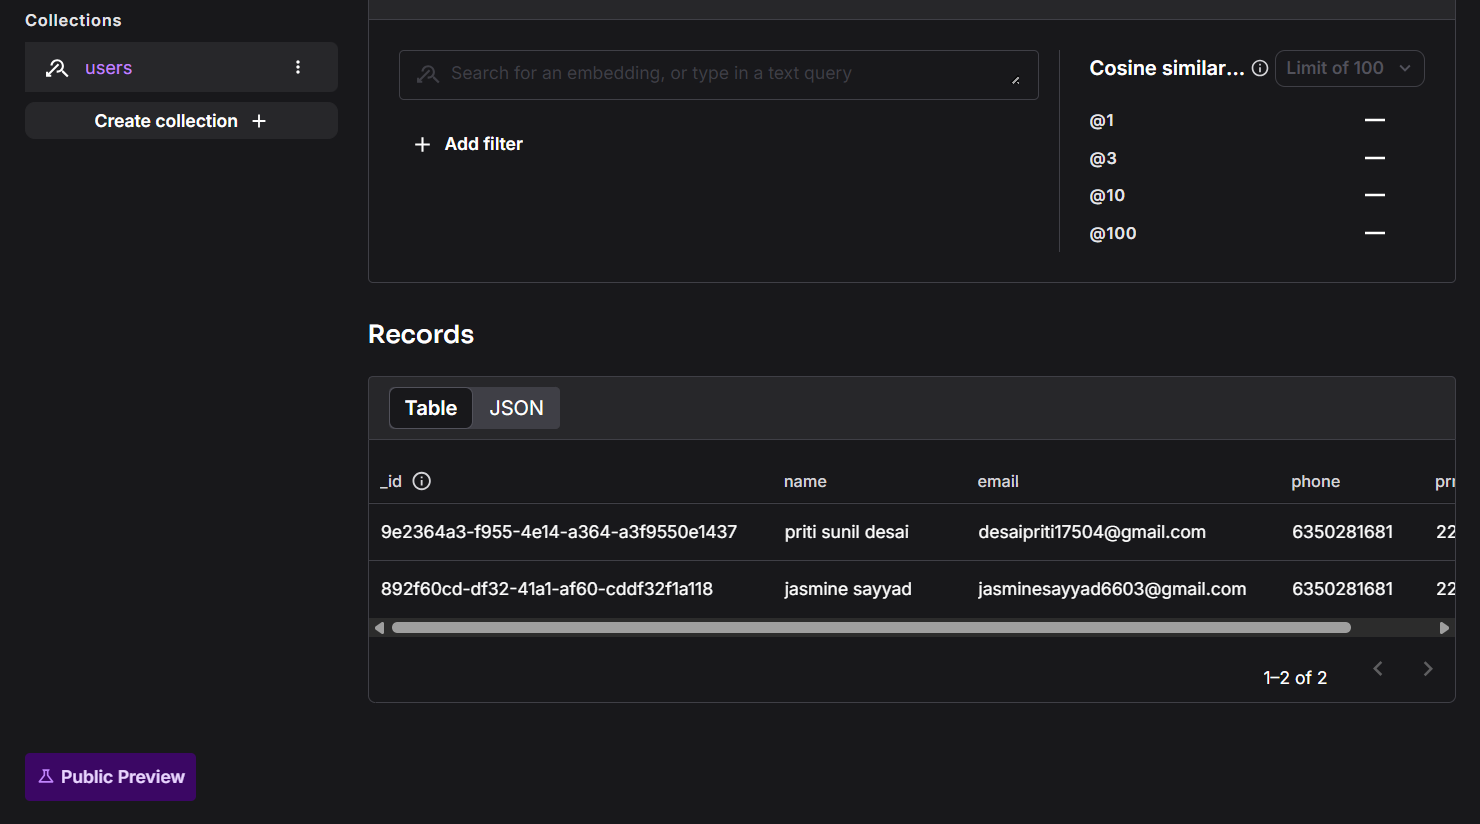 Collections
users
Create collection +
Search for an embedding, or type in a text query
+ Add filter
Cosine similar... Limit of 100
@1 —
@3 —
@10 —
@100 —
Records
Table JSON
_id name email phone
9e2364a3-f955-4e14-a364-a3f9550e1437 priti sunil desai desaipriti17504@gmail.com 6350281681 22
892f60cd-df32-41a1-af60-cddf32f1a118 jasmine sayyad jasminesayyad6603@gmail.com 6350281681 22
1–2 of 2
Public Preview